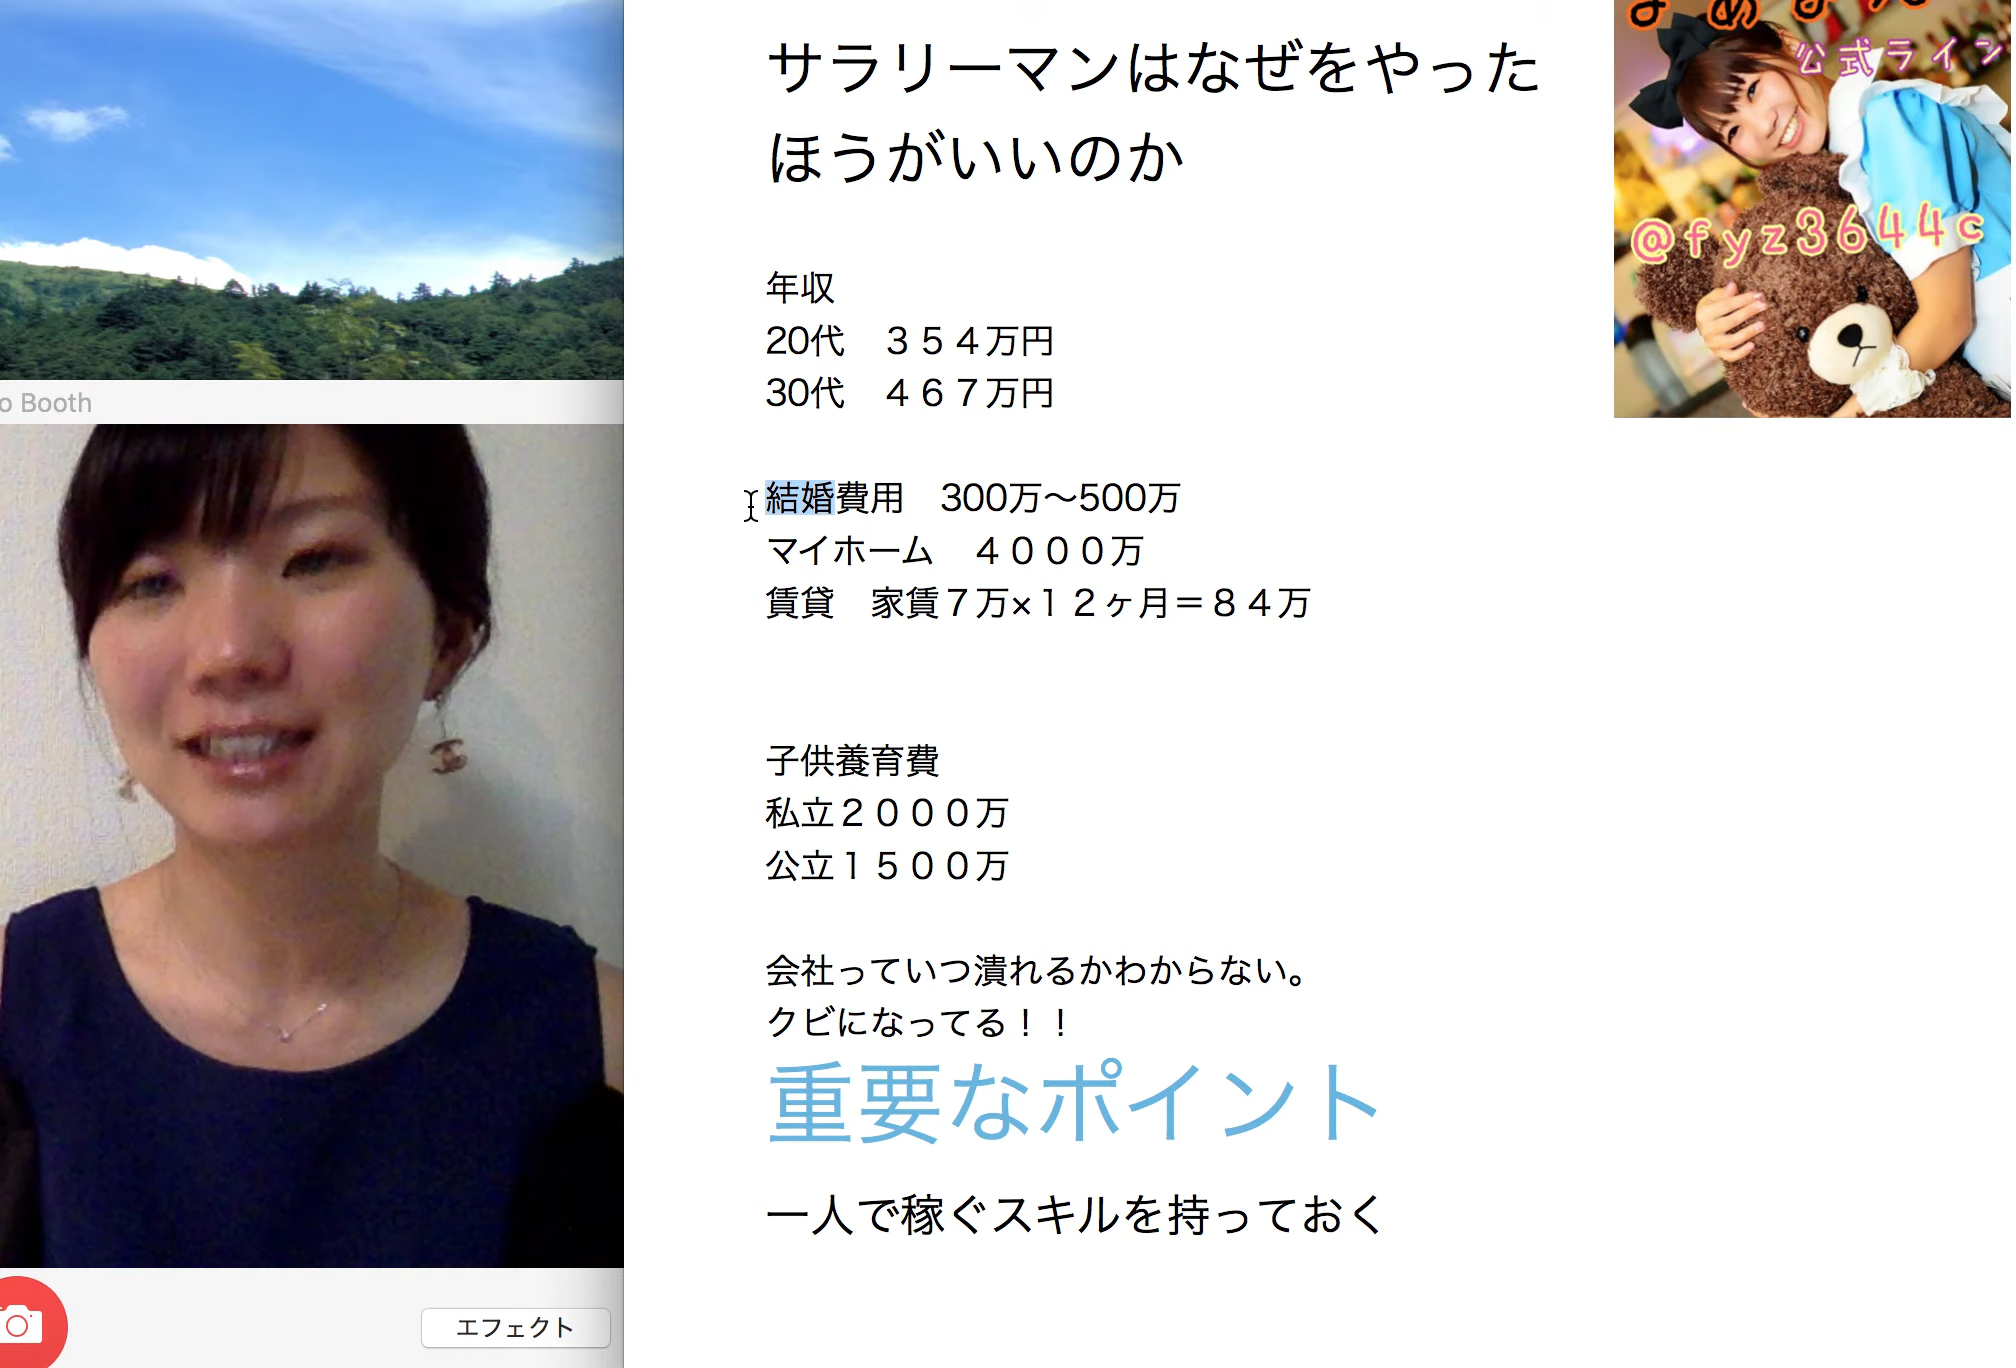 サラリーマンはなぜをやった
ほうがいいのか
年収
20代　３５４万円
30代　４６７万円
結婚費用　300万〜500万
マイホーム　４０００万
賃貸　家賃７万×１２ヶ月＝８４万
子供養育費
私立２０００万
公立１５００万
会社っていつ潰れるかわからない。
クビになってる！！
重要なポイント
一人で稼ぐスキルを持っておく
公式ライン
@fyz3644c
o Booth
エフェクト